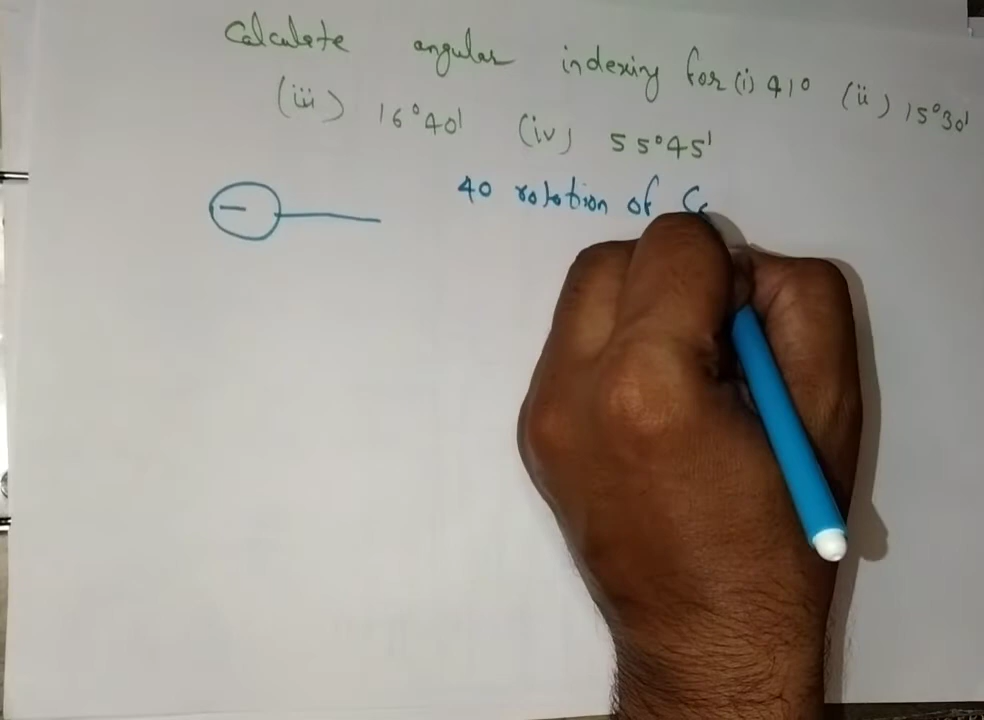 Calculate angular indexing for (i) 41° (ii) 15°30'
(iii) 16°40' (iv) 55°45'
40 rotation of